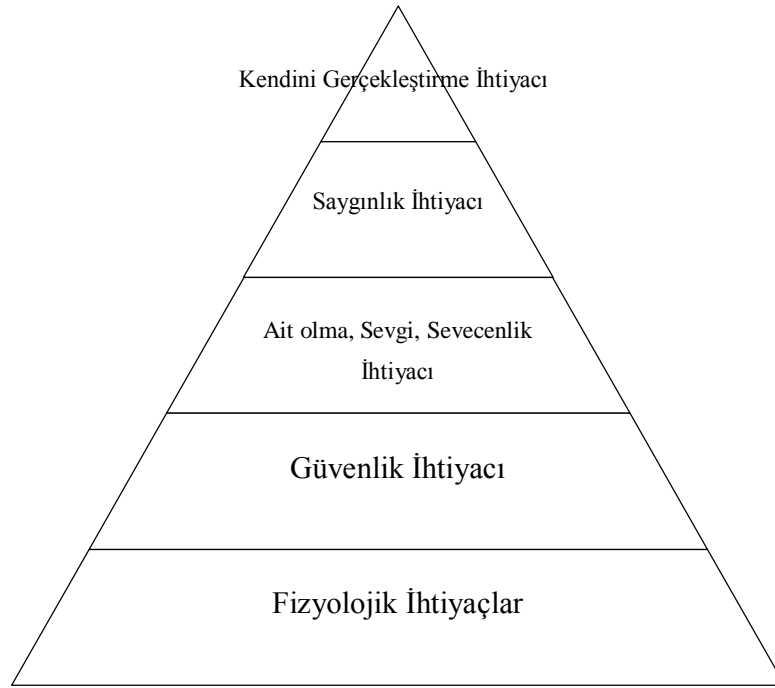 Kendini Gerçekleştirme İhtiyacı
Saygınlık İhtiyacı
Ait olma, Sevgi, Sevecenlik
İhtiyacı
Güvenlik İhtiyacı
Fizyolojik İhtiyaçlar